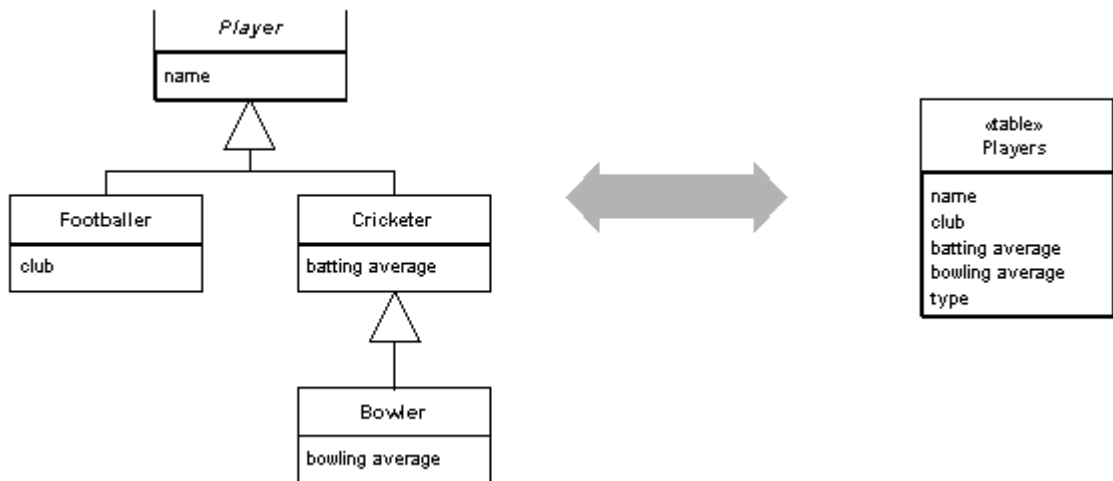 Player
name
Footballer
club
Cricketer
batting average
Bowler
bowling average
«table»
Players
name
club
batting average
bowling average
type